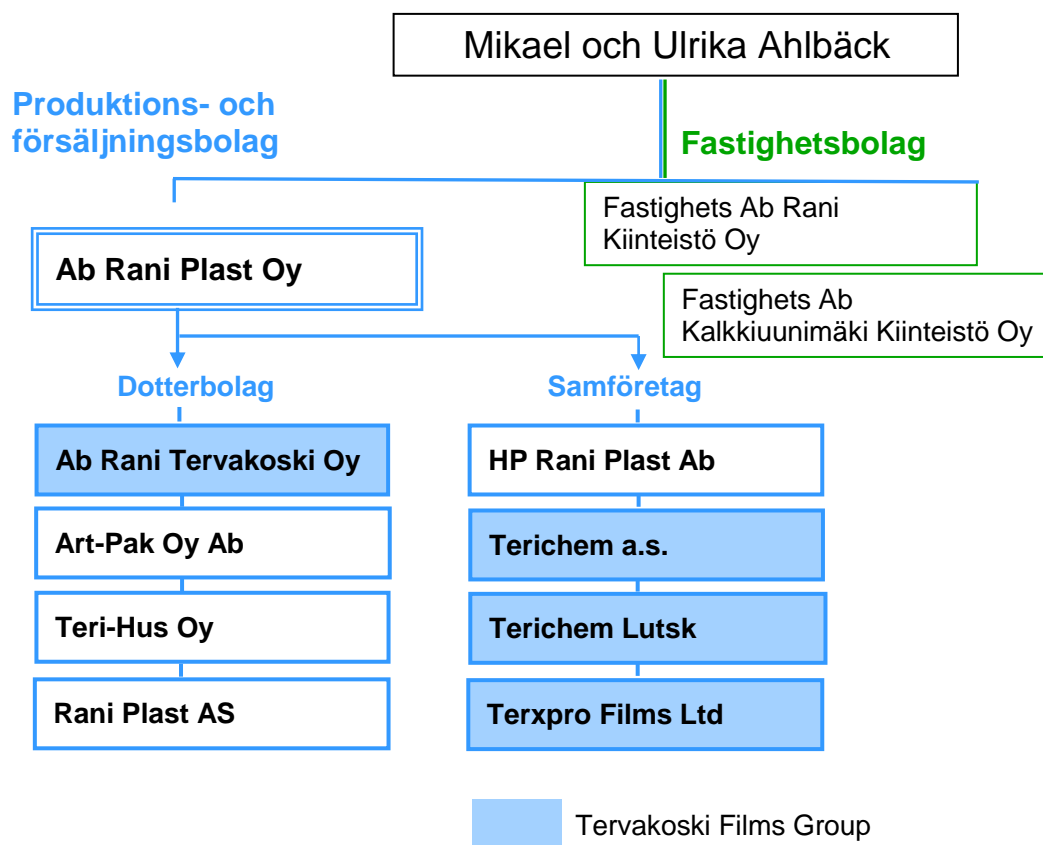 Mikael och Ulrika Ahlbäck
Produktions- och
försäljningsbolag
Fastighetsbolag
Fastighets Ab Rani
Kiinteistö Oy
Ab Rani Plast Oy
Fastighets Ab
Kalkkiuunimäki Kiinteistö Oy
Dotterbolag
Samföretag
Ab Rani Tervakoski Oy
HP Rani Plast Ab
Art-Pak Oy Ab
Terichem a.s.
Teri-Hus Oy
Terichem Lutsk
Rani Plast AS
Terxpro Films Ltd
Tervakoski Films Group